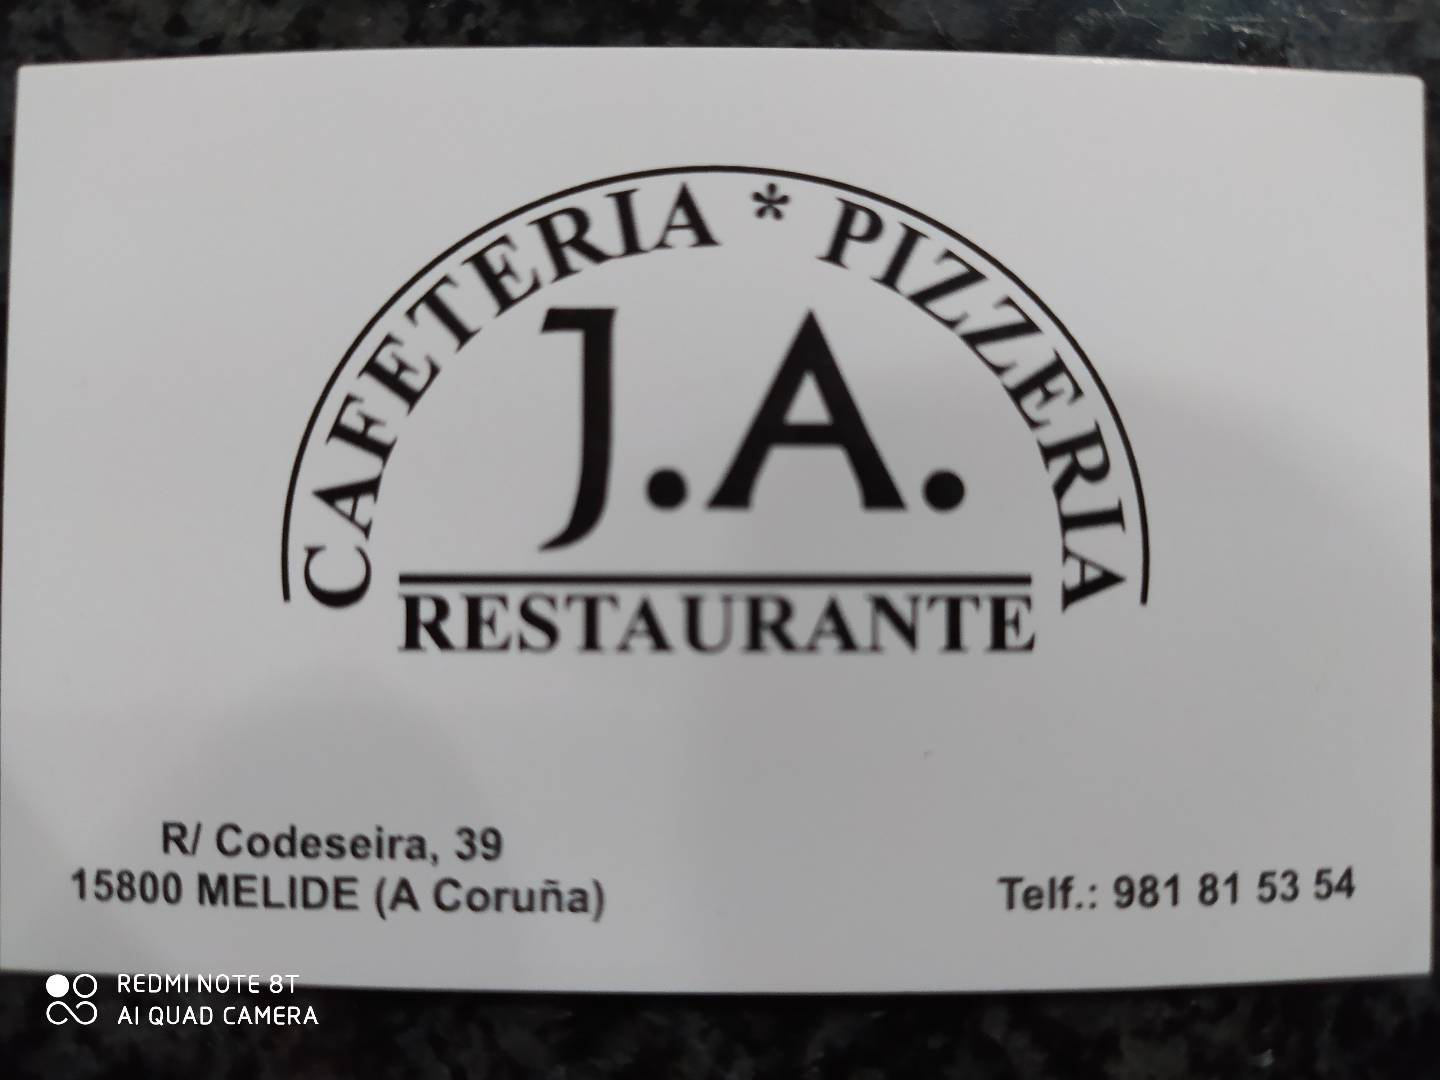 CAFETERIA * PIZZERIA
J.A.
RESTAURANTE
R/ Codeseira, 39
15800 MELIDE (A Coruña)
Telf.: 981 81 53 54
REDMI NOTE 8T
AI QUAD CAMERA